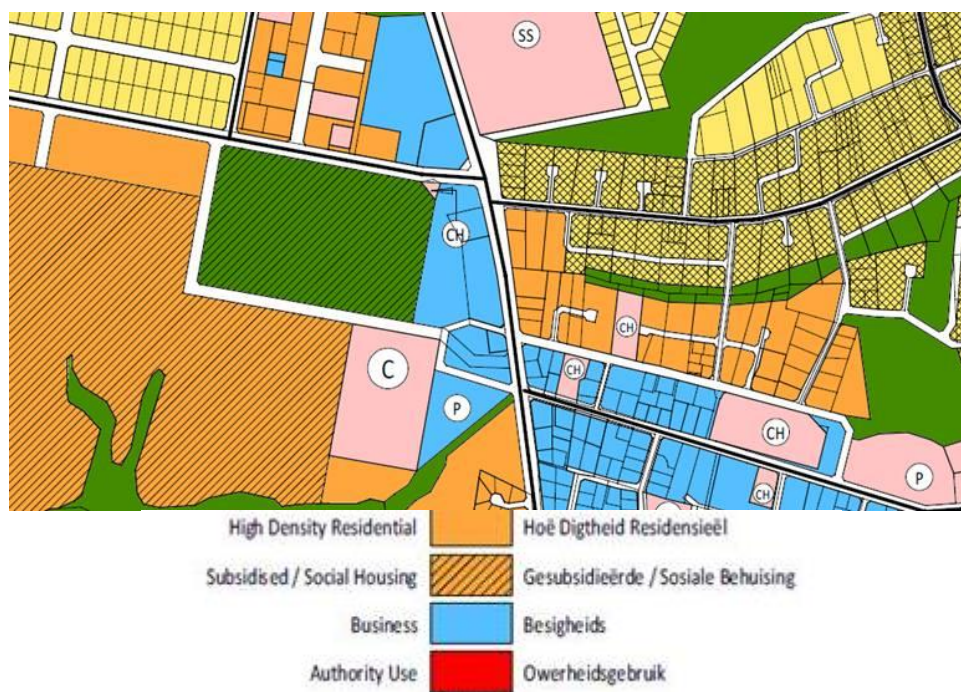 SS
CH
CH
C
CH
P
CH
P
CH
High Density Residential Hoë Digtheid Residensieël
Subsidised / Social Housing Gesubsidieërde / Sosiale Behuising
Business Besigheids
Authority Use Owerheidsgebruik